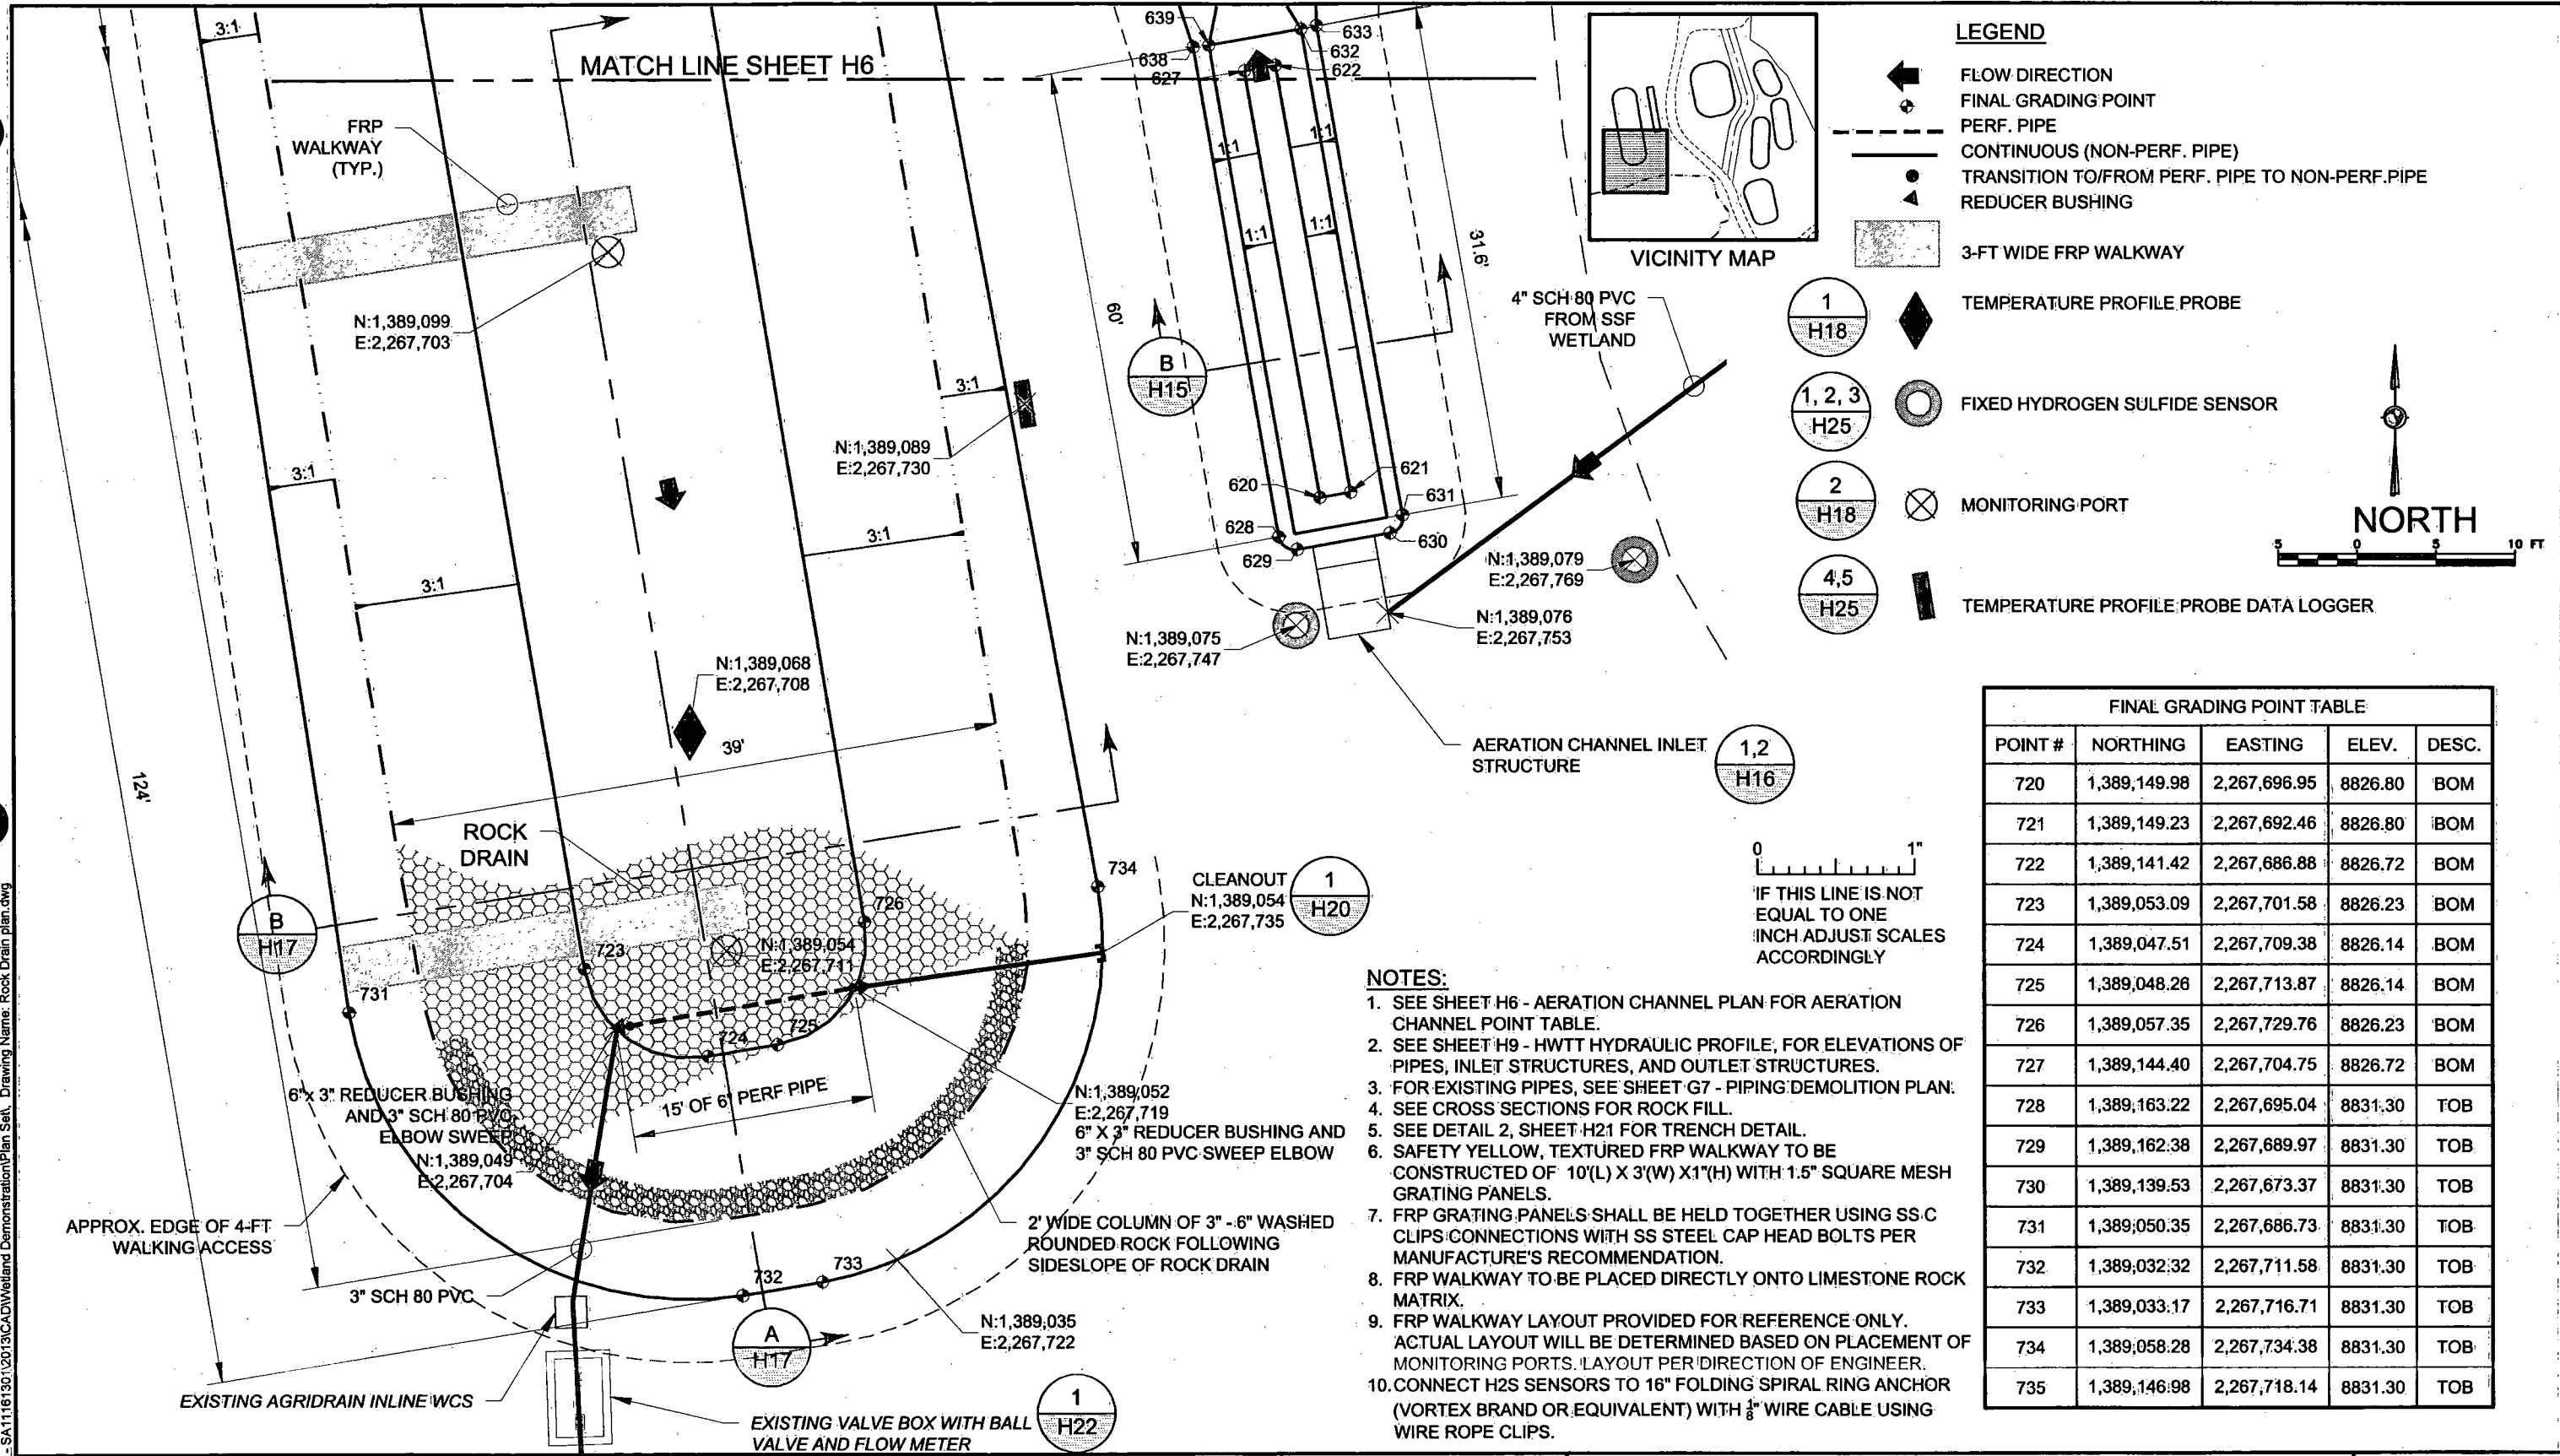 3:1
MATCH LINE SHEET H6
FRP
WALKWAY
(TYP.)
N:1,389,099
E:2,267,703
3:1
N:1,389,089
E:2,267,730
3:1
3:1
3:1
N:1,389,068
E:2,267,708
39'
124'
ROCK
DRAIN
B
H17
731
723
726
734
N:1,389,054
E:2,267,711
724
725
CLEANOUT
N:1,389,054
E:2,267,735
1
H20
15' OF 6" PERF PIPE
6" x 3" REDUCER BUSHING
AND 3" SCH 80 PVC
ELBOW SWEEP
N:1,389,049
E:2,267,704
N:1,389,052
E:2,267,719
6" X 3" REDUCER BUSHING AND
3" SCH 80 PVC SWEEP ELBOW
APPROX. EDGE OF 4-FT
WALKING ACCESS
2' WIDE COLUMN OF 3" - 6" WASHED
ROUNDED ROCK FOLLOWING
SIDESLOPE OF ROCK DRAIN
3" SCH 80 PVC
732
733
N:1,389,035
E:2,267,722
A
H17
EXISTING AGRIDRAIN INLINE WCS
EXISTING VALVE BOX WITH BALL
VALVE AND FLOW METER
1
H22
639
638
627
633
632
622
1:1
1:1
1:1
1:1
60'
316'
B
H15
4" SCH 80 PVC
FROM SSF
WETLAND
620
621
631
628
629
630
N:1,389,079
E:2,267,769
N:1,389,076
E:2,267,753
N:1,389,075
E:2,267,747
AERATION CHANNEL INLET
STRUCTURE
1,2
H16
VICINITY MAP
LEGEND
FLOW DIRECTION
FINAL GRADING POINT
PERF. PIPE
CONTINUOUS (NON-PERF. PIPE)
TRANSITION TO/FROM PERF. PIPE TO NON-PERF.PIPE
REDUCER BUSHING
3-FT WIDE FRP WALKWAY
1
H18
TEMPERATURE PROFILE PROBE
1, 2, 3
H25
FIXED HYDROGEN SULFIDE SENSOR
2
H18
MONITORING PORT
4,5
H25
TEMPERATURE PROFILE PROBE DATA LOGGER
NORTH
5 0 5 10 FT
0 1"
IF THIS LINE IS NOT
EQUAL TO ONE
INCH ADJUST SCALES
ACCORDINGLY
FINAL GRADING POINT TABLE
POINT # NORTHING EASTING ELEV. DESC.
720 1,389,149.98 2,267,696.95 8826.80 BOM
721 1,389,149.23 2,267,692.46 8826.80 BOM
722 1,389,141.42 2,267,686.88 8826.72 BOM
723 1,389,053.09 2,267,701.58 8826.23 BOM
724 1,389,047.51 2,267,709.38 8826.14 BOM
725 1,389,048.26 2,267,713.87 8826.14 BOM
726 1,389,057.35 2,267,729.76 8826.23 BOM
727 1,389,144.40 2,267,704.75 8826.72 BOM
728 1,389,163.22 2,267,695.04 8831.30 TOB
729 1,389,162.38 2,267,689.97 8831.30 TOB
730 1,389,139.53 2,267,673.37 8831.30 TOB
731 1,389,050.35 2,267,686.73 8831.30 TOB
732 1,389,032.32 2,267,711.58 8831.30 TOB
733 1,389,033.17 2,267,716.71 8831.30 TOB
734 1,389,058.28 2,267,734.38 8831.30 TOB
735 1,389,146.98 2,267,718.14 8831.30 TOB
NOTES:
1. SEE SHEET H6 - AERATION CHANNEL PLAN FOR AERATION
CHANNEL POINT TABLE.
2. SEE SHEET H9 - HWTT HYDRAULIC PROFILE, FOR ELEVATIONS OF
PIPES, INLET STRUCTURES, AND OUTLET STRUCTURES.
3. FOR EXISTING PIPES, SEE SHEET G7 - PIPING DEMOLITION PLAN.
4. SEE CROSS SECTIONS FOR ROCK FILL.
5. SEE DETAIL 2, SHEET H21 FOR TRENCH DETAIL.
6. SAFETY YELLOW, TEXTURED FRP WALKWAY TO BE
CONSTRUCTED OF 10'(L) X 3'(W) X1"(H) WITH 1.5" SQUARE MESH
GRATING PANELS.
7. FRP GRATING PANELS SHALL BE HELD TOGETHER USING SS C
CLIPS CONNECTIONS WITH SS STEEL CAP HEAD BOLTS PER
MANUFACTURE'S RECOMMENDATION.
8. FRP WALKWAY TO BE PLACED DIRECTLY ONTO LIMESTONE ROCK
MATRIX.
9. FRP WALKWAY LAYOUT PROVIDED FOR REFERENCE ONLY.
ACTUAL LAYOUT WILL BE DETERMINED BASED ON PLACEMENT OF
MONITORING PORTS. LAYOUT PER DIRECTION OF ENGINEER.
10. CONNECT H2S SENSORS TO 16" FOLDING SPIRAL RING ANCHOR
(VORTEX BRAND OR EQUIVALENT) WITH 1/8" WIRE CABLE USING
WIRE ROPE CLIPS.
SA11161301\2013\CAD\Wetland Demonstration\Plan Set\, Drawing Name: Rock Drain plan.dwg